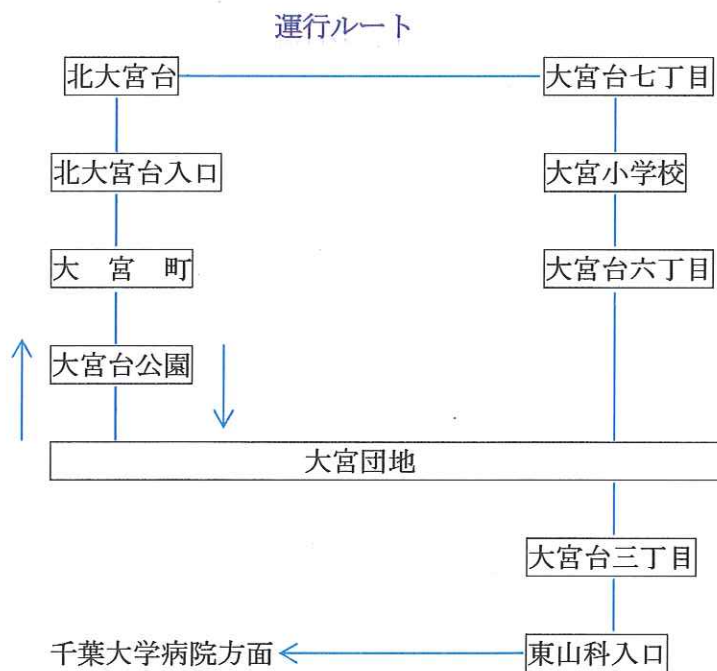 運行ルート
北大宮台
大宮台七丁目
北大宮台入口
大宮小学校
大 宮 町
大宮台六丁目
大宮台公園
大宮団地
大宮台三丁目
千葉大学病院方面
東山科入口